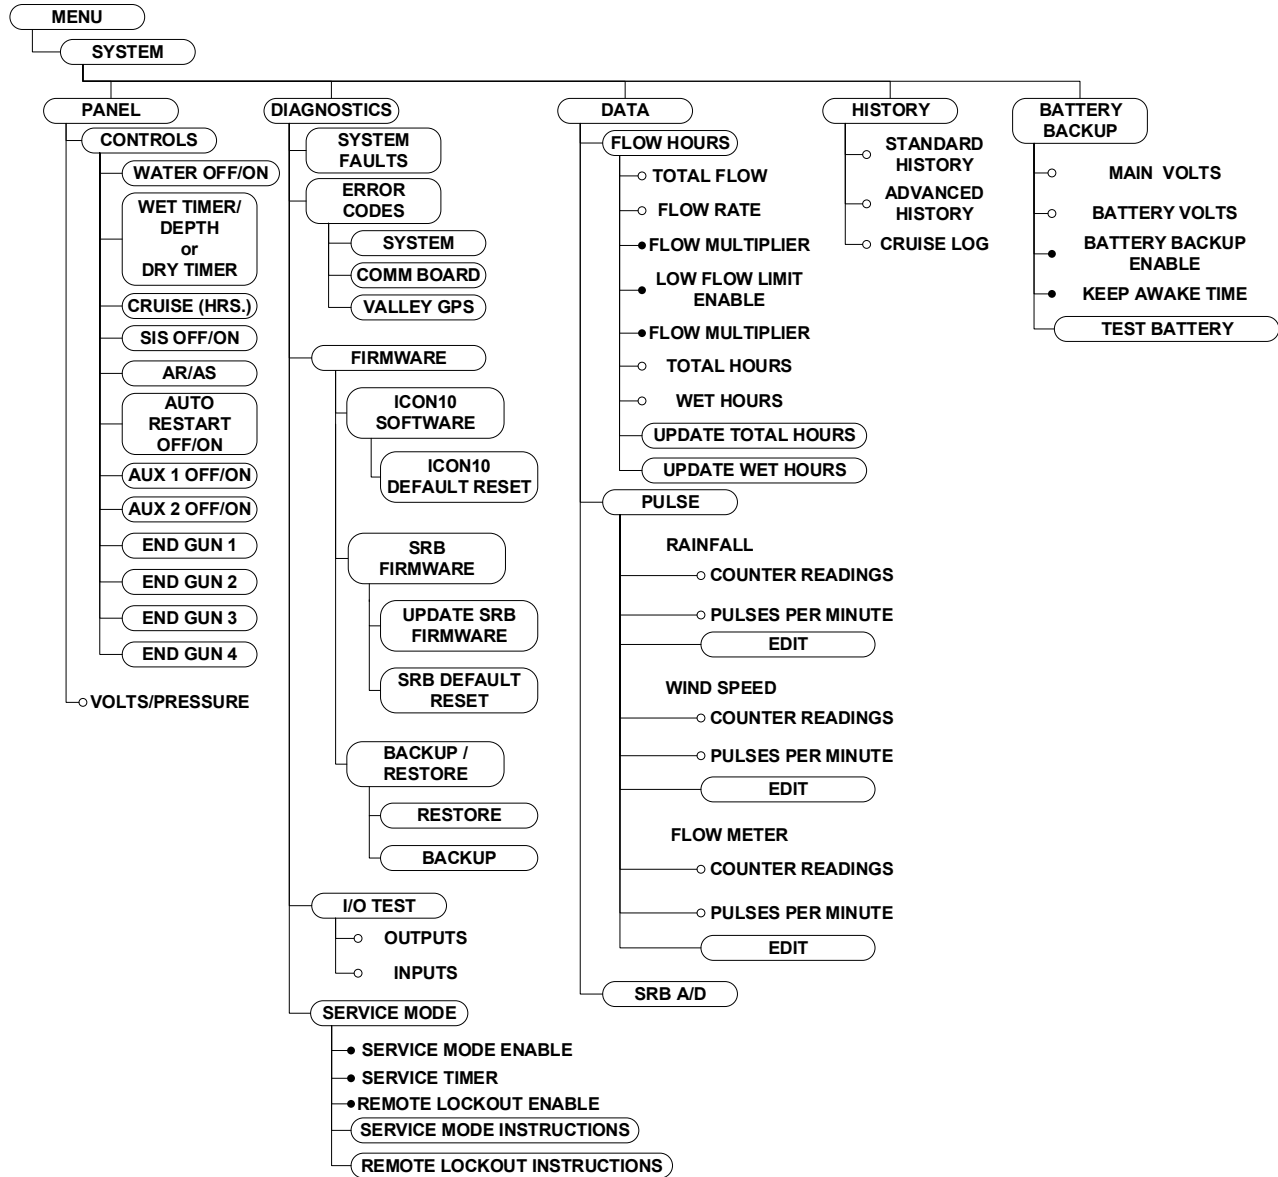 MENU
SYSTEM
PANEL
CONTROLS
WATER OFF/ON
WET TIMER/
DEPTH
or
DRY TIMER
CRUISE (HRS.)
SIS OFF/ON
AR/AS
AUTO
RESTART
OFF/ON
AUX 1 OFF/ON
AUX 2 OFF/ON
END GUN 1
END GUN 2
END GUN 3
END GUN 4
VOLTS/PRESSURE
DIAGNOSTICS
SYSTEM
FAULTS
ERROR
CODES
SYSTEM
COMM BOARD
VALLEY GPS
FIRMWARE
ICON10
SOFTWARE
ICON10
DEFAULT RESET
SRB
FIRMWARE
UPDATE SRB
FIRMWARE
SRB DEFAULT
RESET
BACKUP /
RESTORE
RESTORE
BACKUP
I/O TEST
OUTPUTS
INPUTS
SERVICE MODE
SERVICE MODE ENABLE
SERVICE TIMER
REMOTE LOCKOUT ENABLE
SERVICE MODE INSTRUCTIONS
REMOTE LOCKOUT INSTRUCTIONS
DATA
FLOW HOURS
TOTAL FLOW
FLOW RATE
FLOW MULTIPLIER
LOW FLOW LIMIT
ENABLE
FLOW MULTIPLIER
TOTAL HOURS
WET HOURS
UPDATE TOTAL HOURS
UPDATE WET HOURS
PULSE
RAINFALL
COUNTER READINGS
PULSES PER MINUTE
EDIT
WIND SPEED
COUNTER READINGS
PULSES PER MINUTE
EDIT
FLOW METER
COUNTER READINGS
PULSES PER MINUTE
EDIT
SRB A/D
HISTORY
STANDARD
HISTORY
ADVANCED
HISTORY
CRUISE LOG
BATTERY
BACKUP
MAIN VOLTS
BATTERY VOLTS
BATTERY BACKUP
ENABLE
KEEP AWAKE TIME
TEST BATTERY